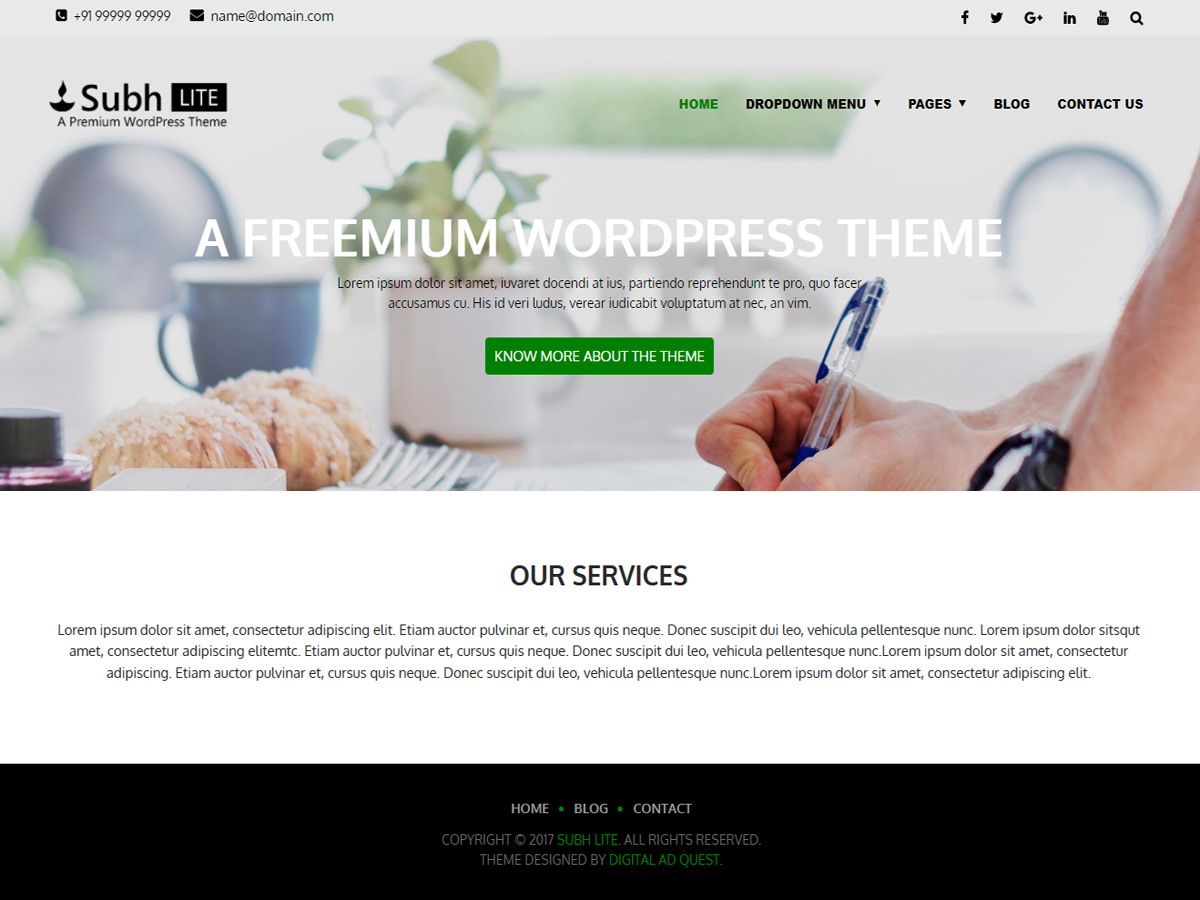 +91 99999 99999 name@domain.com
Subh LITE
A Premium WordPress Theme
HOME DROPDOWN MENU PAGES BLOG CONTACT US
A FREEMIUM WORDPRESS THEME
Lorem ipsum dolor sit amet, iuvaret docendi at ius, partiendo reprehendunt te pro, quo facer
accusamus cu. His id veri ludus, verear iudicabit voluptatum at nec, an vim.
KNOW MORE ABOUT THE THEME
OUR SERVICES
Lorem ipsum dolor sit amet, consectetur adipiscing elit. Etiam auctor pulvinar et, cursus quis neque. Donec suscipit dui leo, vehicula pellentesque nunc. Lorem ipsum dolor sitsqut
amet, consectetur adipiscing elitemtc. Etiam auctor pulvinar et, cursus quis neque. Donec suscipit dui leo, vehicula pellentesque nunc.Lorem ipsum dolor sit amet, consectetur
adipiscing. Etiam auctor pulvinar et, cursus quis neque. Donec suscipit dui leo, vehicula pellentesque nunc.Lorem ipsum dolor sit amet, consectetur adipiscing elit.
HOME • BLOG • CONTACT
COPYRIGHT © 2017 SUBH LITE. ALL RIGHTS RESERVED.
THEME DESIGNED BY DIGITAL AD QUEST.